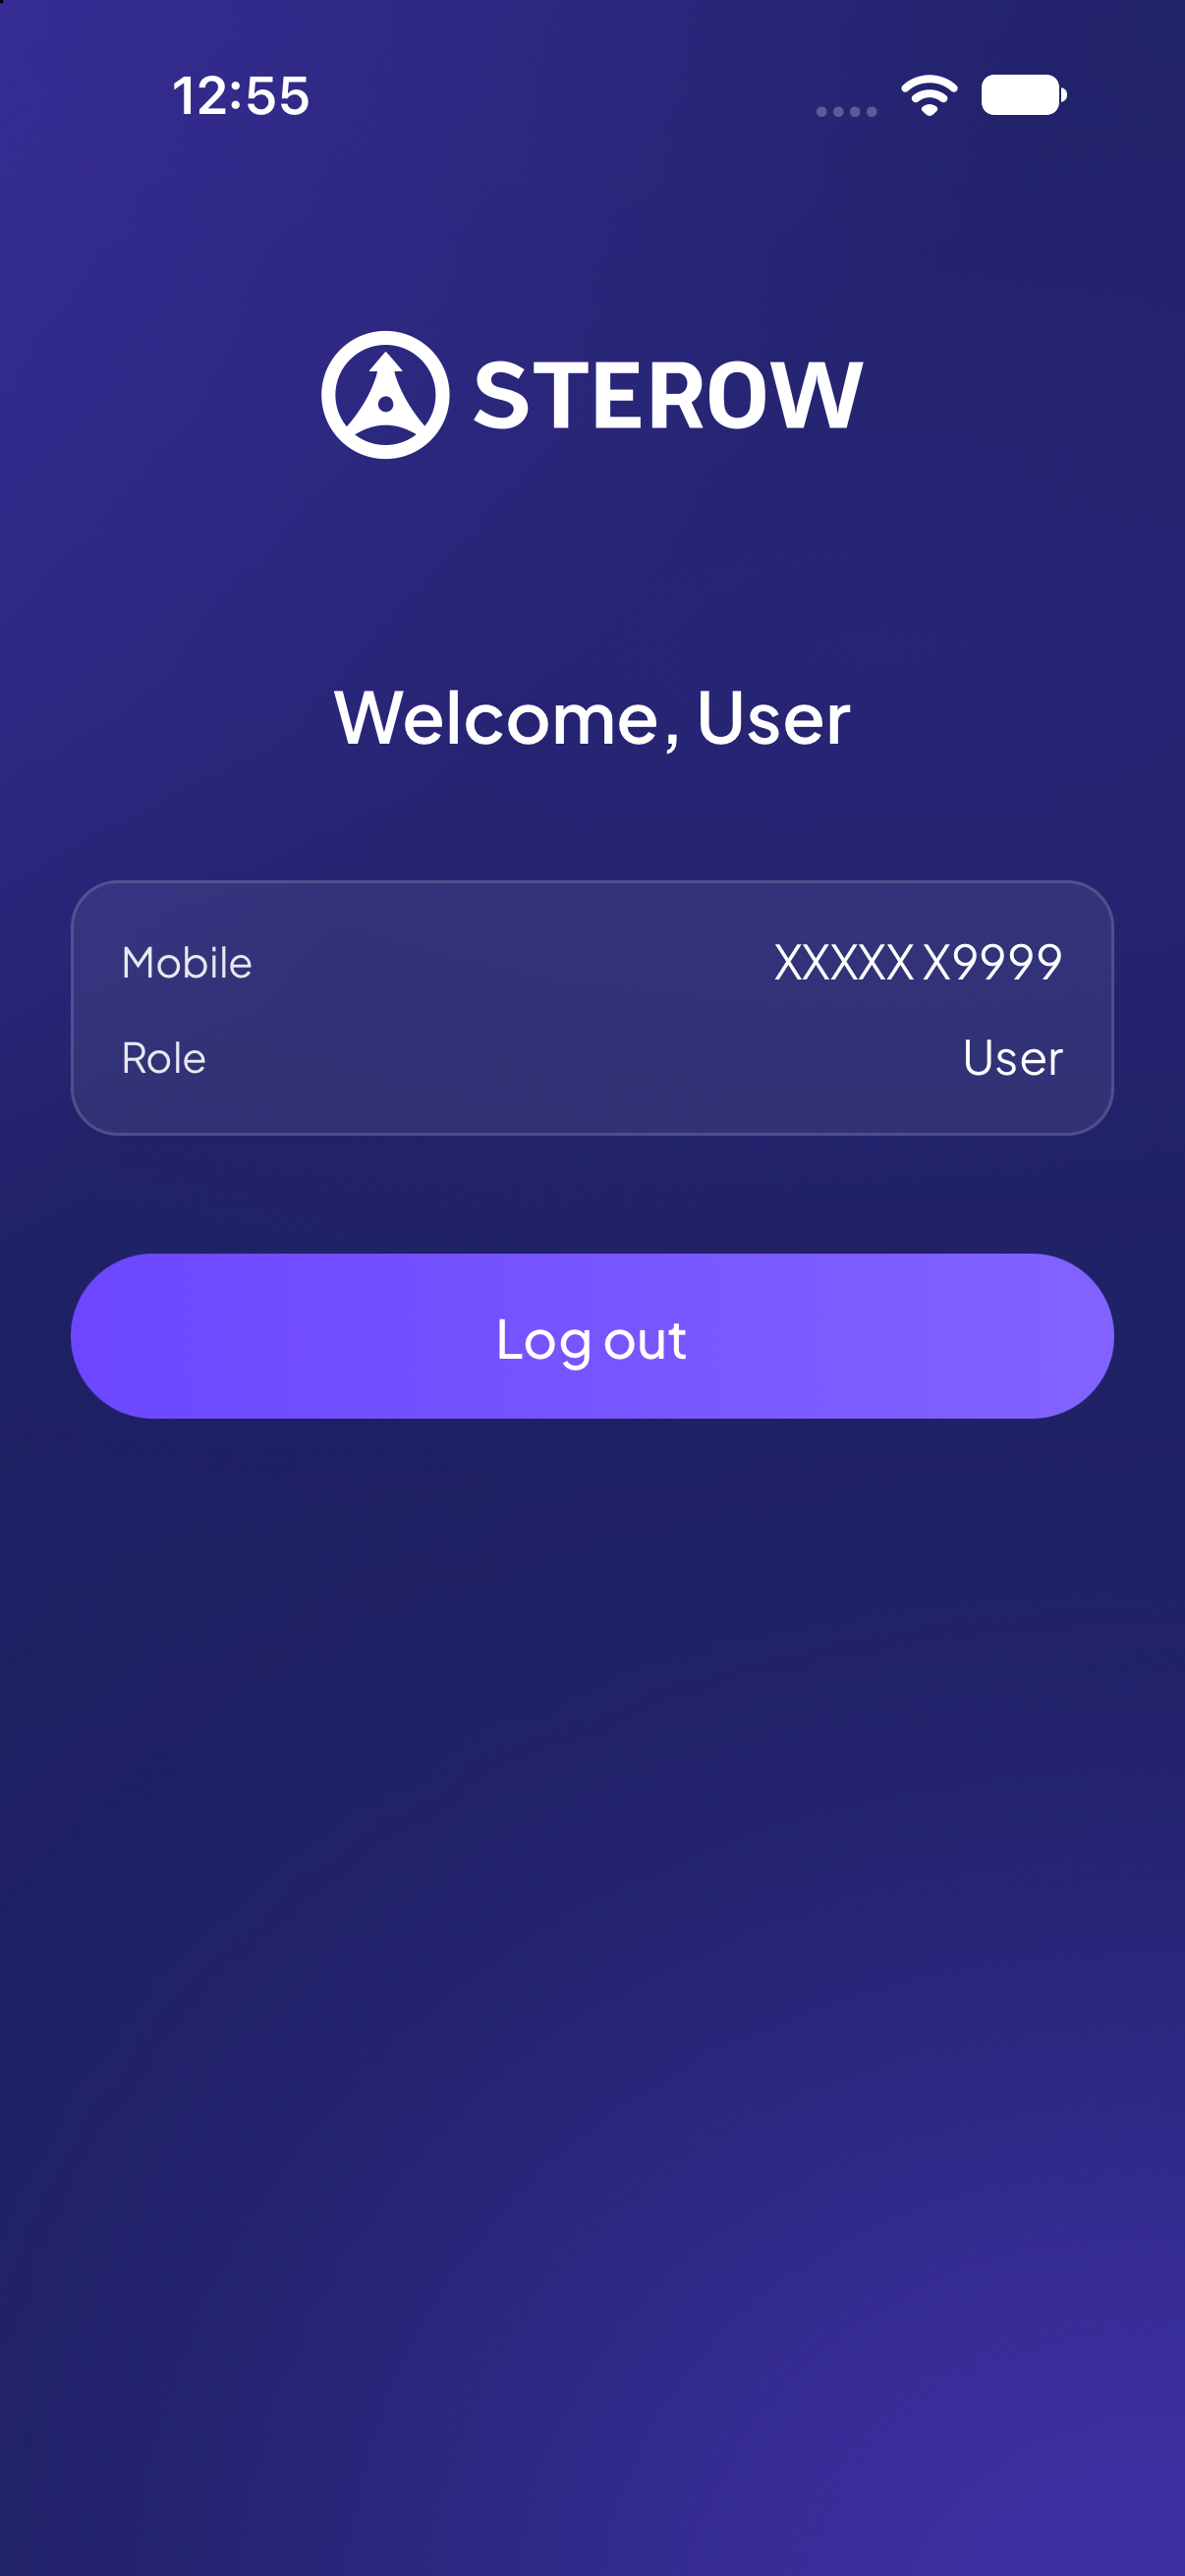 12:55
STEROW
Welcome, User
Mobile XXXXX X9999
Role User
Log out